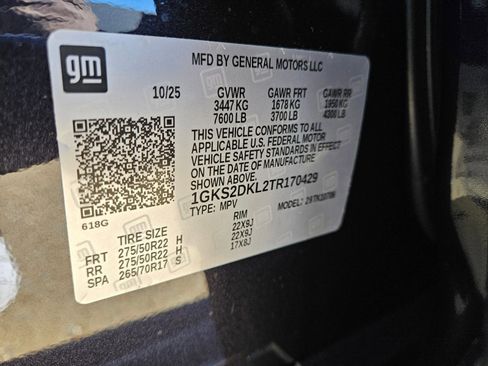 gm
MFD BY GENERAL MOTORS LLC
10/25 GVWR GAWR FRT GAWR RR
3447 KG 1678 KG 1950 KG
7600 LB 3700 LB 4300 LB
THIS VEHICLE CONFORMS TO ALL
APPLICABLE U.S. FEDERAL MOTOR
VEHICLE SAFETY STANDARDS IN EFFECT
ON THE DATE OF MANUFACTURE
SHOWN ABOVE.
1GKS2DKL2TR170429
TYPE: MPV MODEL:
618G
TIRE SIZE RIM
FRT 275/50R22 H 22X9J
RR 275/50R22 H 22X9J
SPA 265/70R17 S 17X8J